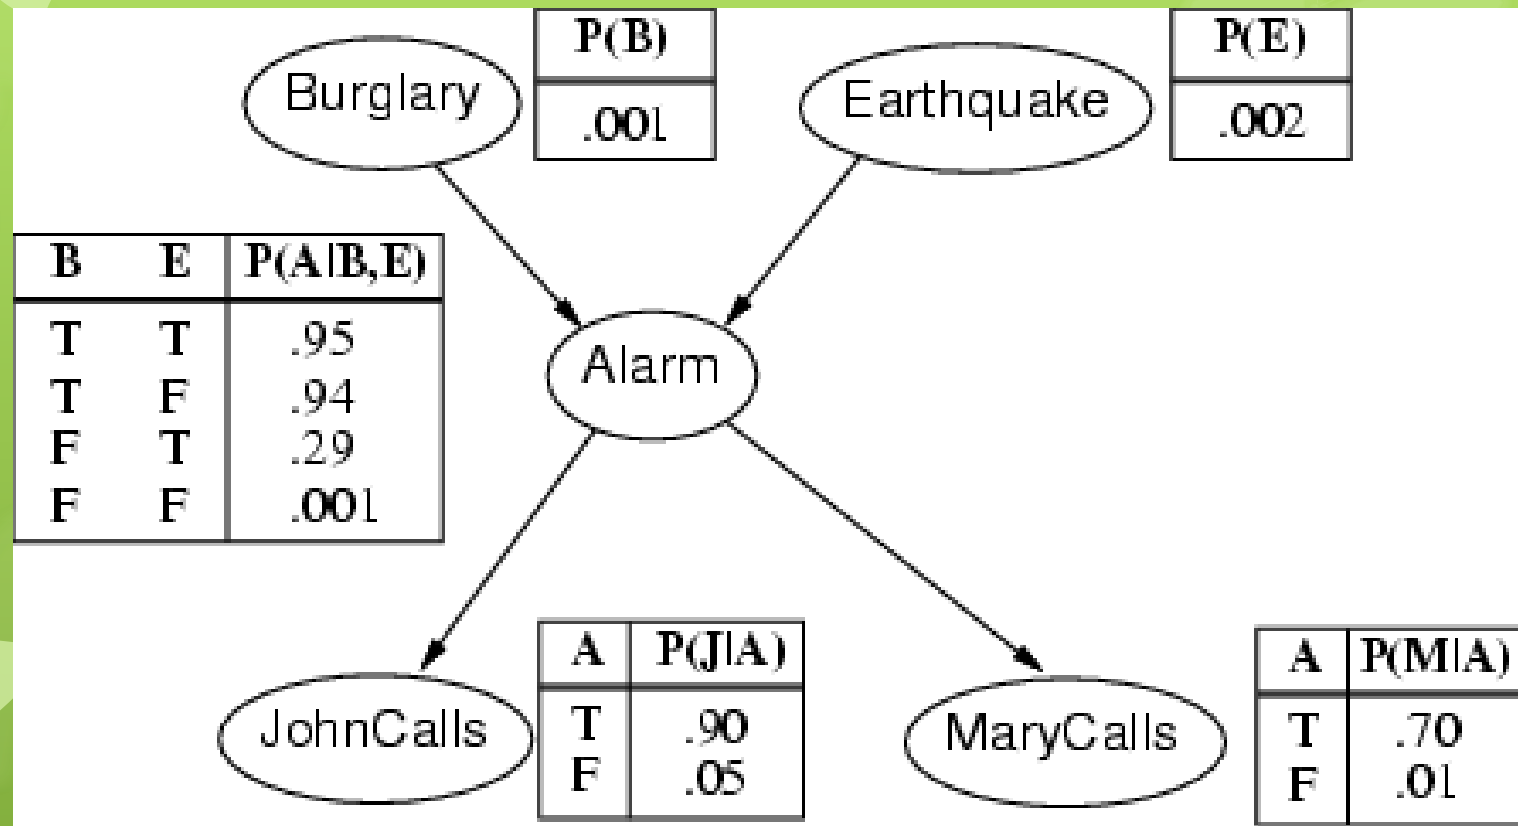 Burglary
P(B)
.001
Earthquake
P(E)
.002
B E P(A|B,E)
T T .95
T F .94
F T .29
F F .001
Alarm
JohnCalls
A P(J|A)
T .90
F .05
MaryCalls
A P(M|A)
T .70
F .01